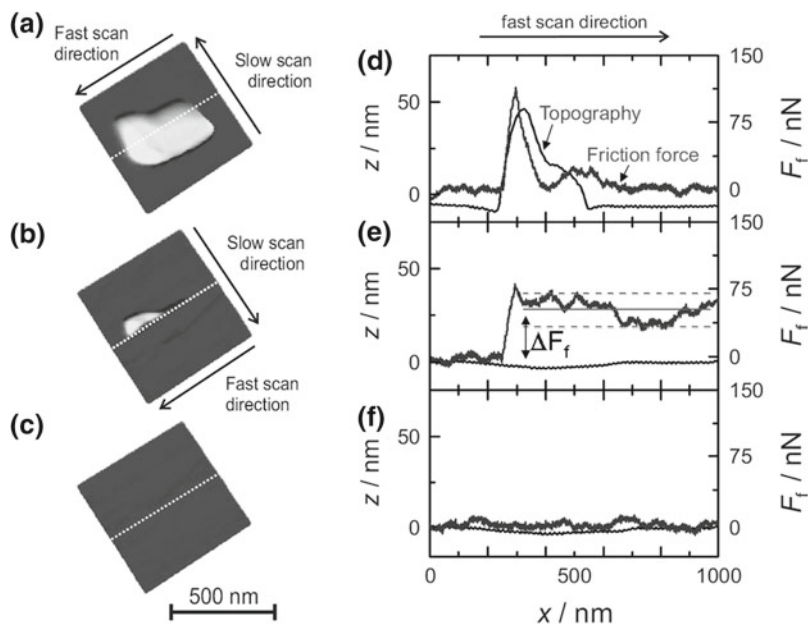 (a)
Fast scan
direction
Slow scan
direction
(b)
Slow scan
direction
Fast scan
direction
(c)
500 nm
fast scan direction
(d)
50
0
z / nm
150
75
0
F_f / nN
Topography
Friction force
(e)
50
0
z / nm
150
75
0
F_f / nN
ΔF_f
(f)
50
0
z / nm
150
75
0
F_f / nN
0
500
1000
x / nm